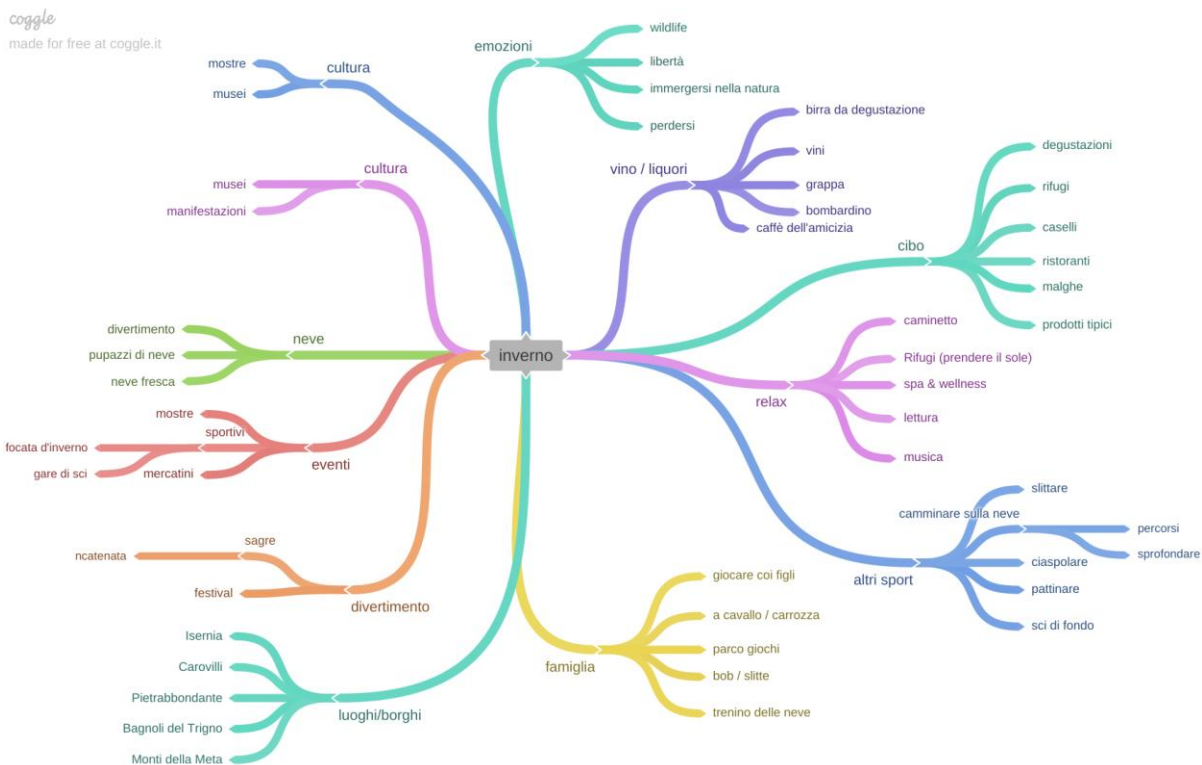 coggle
made for free at coggle.it
inverno
emozioni
wildlife
libertà
immergersi nella natura
perdersi
vino / liquori
birra da degustazione
vini
grappa
bombardino
caffè dell'amicizia
cibo
degustazioni
rifugi
caselli
ristoranti
malghe
prodotti tipici
relax
caminetto
Rifugi (prendere il sole)
spa & wellness
lettura
musica
altri sport
slittare
camminare sulla neve
percorsi
sprofondare
ciaspolare
pattinare
sci di fondo
famiglia
giocare coi figli
a cavallo / carrozza
parco giochi
bob / slitte
trenino delle neve
cultura
mostre
musei
cultura
musei
manifestazioni
neve
divertimento
pupazzi di neve
neve fresca
eventi
mostre
sportivi
focata d'inverno
gare di sci
mercatini
divertimento
sagre
ncatenata
festival
luoghi/borghi
Isernia
Carovilli
Pietrabbondante
Bagnoli del Trigno
Monti della Meta